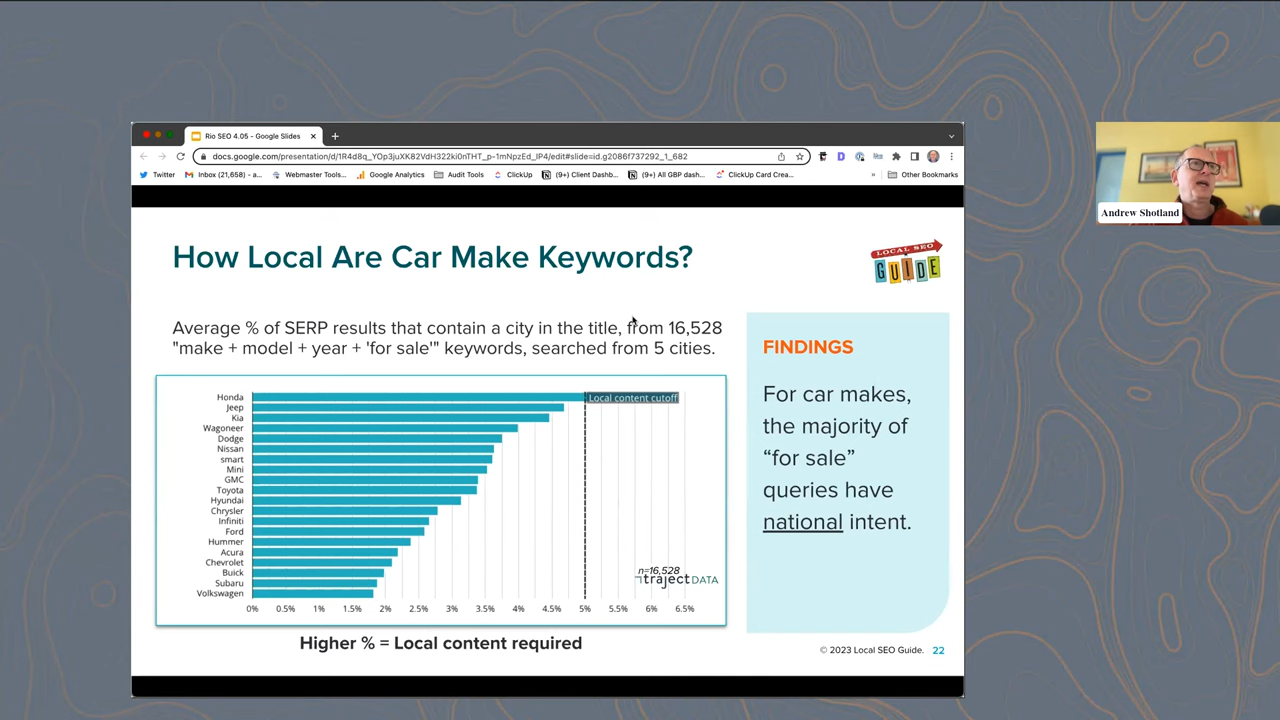 Rio SEO 4.05 - Google Slides
docs.google.com/presentation/d/1R4d8q_YOp3juXK82VdH322ki0nTHT_p-1mNpzEd_IP4/edit#slide=id.g2086f737292_1_682
Twitter
Inbox (21,658) - a...
Webmaster Tools...
Google Analytics
Audit Tools
ClickUp
(9+) Client Dashb...
(9+) All GBP dash...
ClickUp Card Crea...
»
Other Bookmarks
How Local Are Car Make Keywords?
LOCAL SEO
GUIDE
Andrew Shotland
Average % of SERP results that contain a city in the title, from 16,528
"make + model + year + 'for sale'" keywords, searched from 5 cities.
Honda
Jeep
Kia
Wagoneer
Dodge
Nissan
smart
Mini
GMC
Toyota
Hyundai
Chrysler
Infiniti
Ford
Hummer
Acura
Chevrolet
Buick
Subaru
Volkswagen
Local content cutoff
n=16,528
traject DATA
0% 0.5% 1% 1.5% 2% 2.5% 3% 3.5% 4% 4.5% 5% 5.5% 6% 6.5%
Higher % = Local content required
FINDINGS
For car makes,
the majority of
“for sale”
queries have
national intent.
© 2023 Local SEO Guide. 22